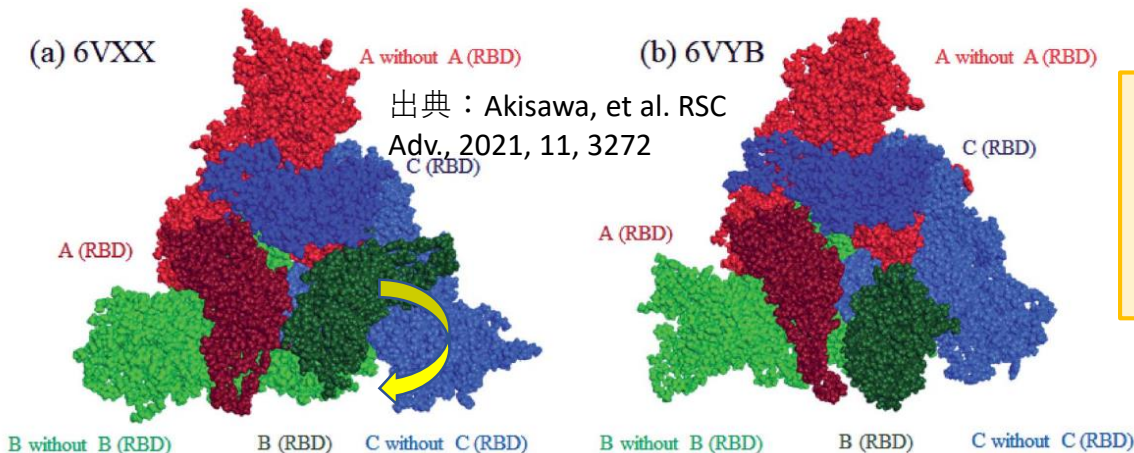 (a) 6VXX
A without A (RBD)
出典：Akisawa, et al. RSC
Adv., 2021, 11, 3272
C (RBD)
A (RBD)
B without B (RBD)
B (RBD)
C without C (RBD)
(b) 6VYB
A without A (RBD)
C (RBD)
A (RBD)
B without B (RBD)
B (RBD)
C without C (RBD)